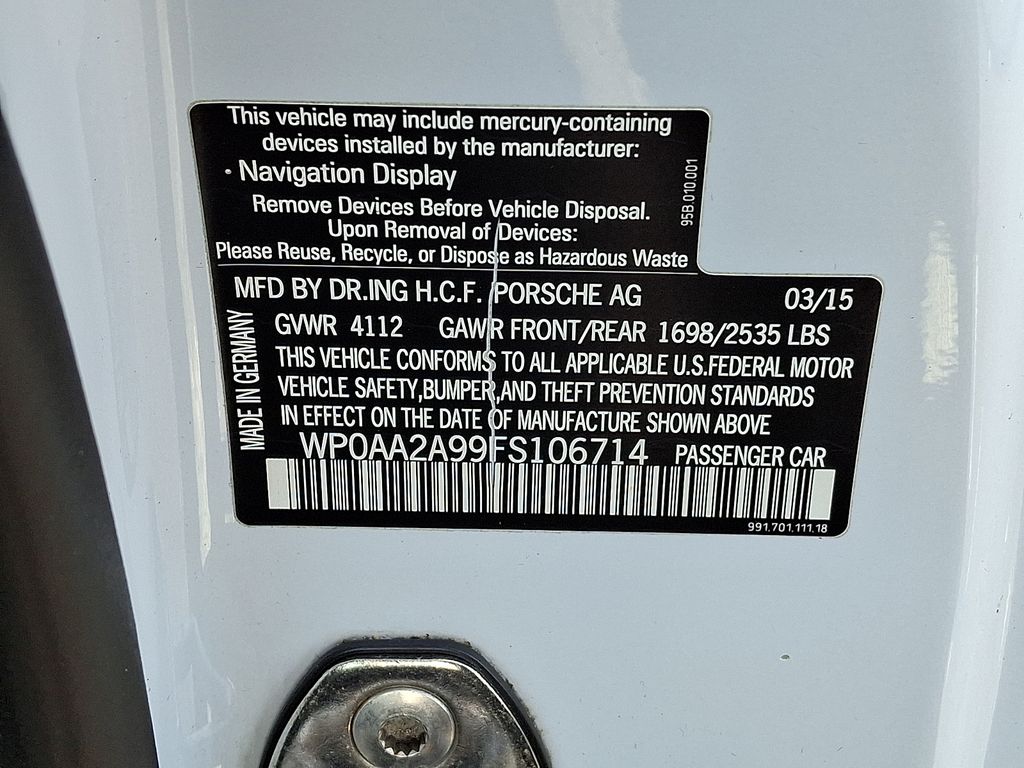 This vehicle may include mercury-containing
devices installed by the manufacturer:
· Navigation Display
Remove Devices Before Vehicle Disposal.
Upon Removal of Devices:
Please Reuse, Recycle, or Dispose as Hazardous Waste
95B.010.001
MFD BY DR.ING H.C.F. PORSCHE AG 03/15
GVWR 4112 GAWR FRONT/REAR 1698/2535 LBS
THIS VEHICLE CONFORMS TO ALL APPLICABLE U.S.FEDERAL MOTOR
VEHICLE SAFETY,BUMPER,AND THEFT PREVENTION STANDARDS
IN EFFECT ON THE DATE OF MANUFACTURE SHOWN ABOVE
MADE IN GERMANY
WP0AA2A99FS106714 PASSENGER CAR
991.701.111.18